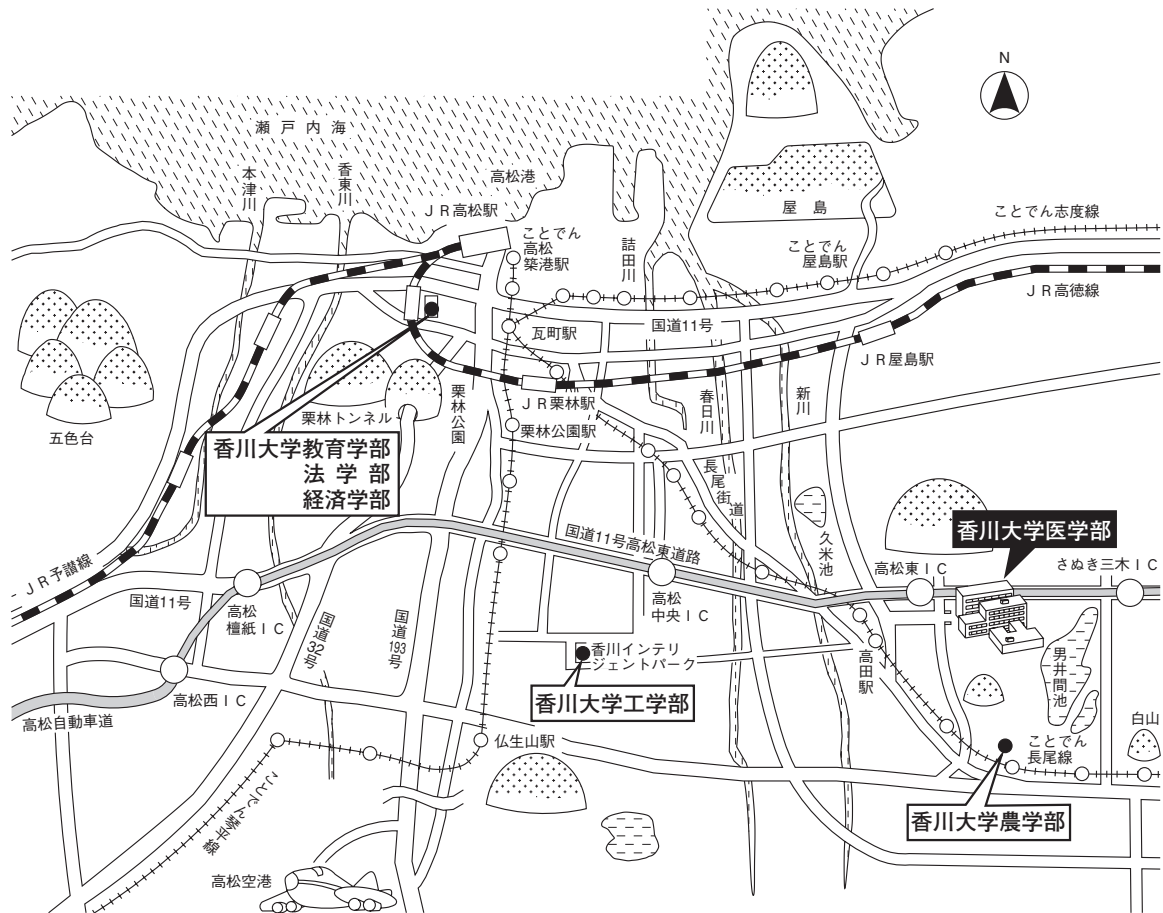 N
瀬戸内海
本津川
香東川
高松港
ＪＲ高松駅
ことでん
高松
築港駅
詰田川
屋島
ことでん
屋島駅
ことでん志度線
ＪＲ高徳線
国道11号
瓦町駅
ＪＲ屋島駅
五色台
栗林トンネル
栗林公園
ＪＲ栗林駅
栗林公園駅
春日川
新川
長尾街道
香川大学教育学部
法学部
経済学部
国道11号高松東道路
久米池
香川大学医学部
高松東ＩＣ
さぬき三木ＩＣ
ＪＲ予讃線
国道11号
高松
檀紙ＩＣ
国道32号
国道193号
高松
中央ＩＣ
香川インテリ
ジェントパーク
香川大学工学部
高田駅
男井間池
高松西ＩＣ
高松自動車道
仏生山駅
ことでん
長尾線
白山
香川大学農学部
ことでん琴平線
高松空港